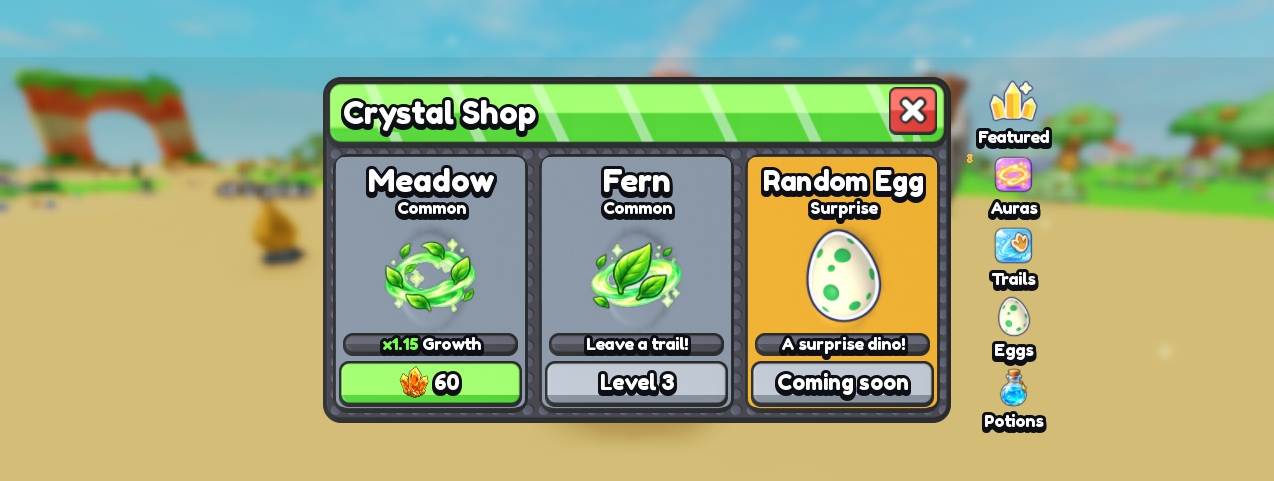 Crystal Shop
Meadow
Common
x1.15 Growth
60
Fern
Common
Leave a trail!
Level 3
Random Egg
Surprise
A surprise dino!
Coming soon
Featured
8
Auras
Trails
Eggs
Potions